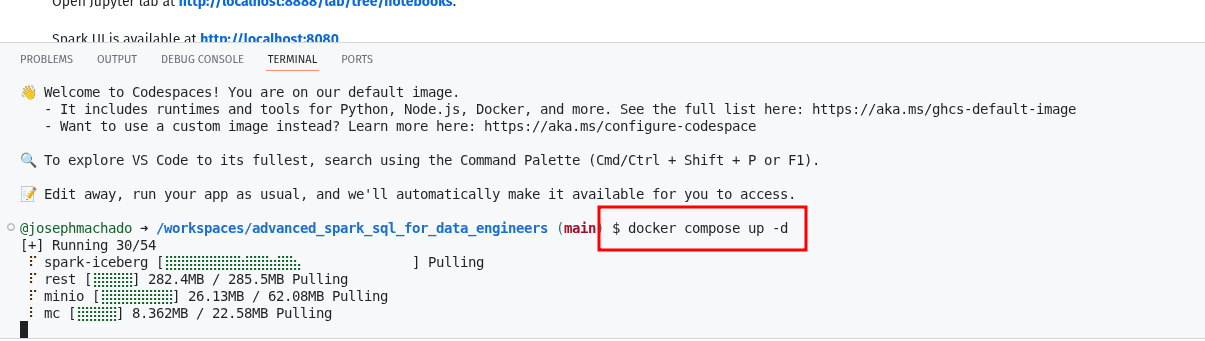 Open Jupyter lab at http://localhost:8888/lab/tree/notebooks.
Spark UI is available at http://localhost:8080
PROBLEMS OUTPUT DEBUG CONSOLE TERMINAL PORTS
👋 Welcome to Codespaces! You are on our default image.
- It includes runtimes and tools for Python, Node.js, Docker, and more. See the full list here: https://aka.ms/ghcs-default-image
- Want to use a custom image instead? Learn more here: https://aka.ms/configure-codespace
🔍 To explore VS Code to its fullest, search using the Command Palette (Cmd/Ctrl + Shift + P or F1).
📝 Edit away, run your app as usual, and we'll automatically make it available for you to access.
@josephmachado ➜ /workspaces/advanced_spark_sql_for_data_engineers (main) $ docker compose up -d
[+] Running 30/54
⠏ spark-iceberg [⣿⣿⣿⣿⣿⣿⣿⣿⣿⣿⣶⣿⣿⣦⣶⣦⣄ ] Pulling
⠏ rest [⣿⣿⣿⣿⣿] 282.4MB / 285.5MB Pulling
⠏ minio [⣿⣿⣿⣿⣿⣿⣿⣿⣿] 26.13MB / 62.08MB Pulling
⠇ mc [⣿⣿⣿⣿⣿] 8.362MB / 22.58MB Pulling